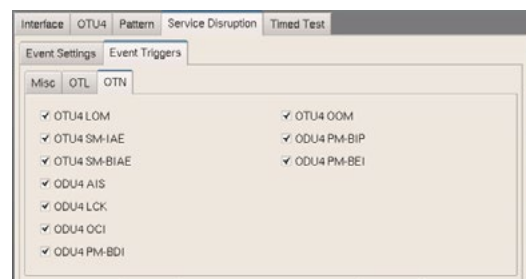 Interface OTU4 Pattern Service Disruption Timed Test
Event Settings Event Triggers
Misc OTL OTN
OTU4 LOM OTU4 OOM
OTU4 SM-IAE ODU4 PM-BIP
OTU4 SM-BIAE ODU4 PM-BEI
ODU4 AIS
ODU4 LCK
ODU4 OCI
ODU4 PM-BDI